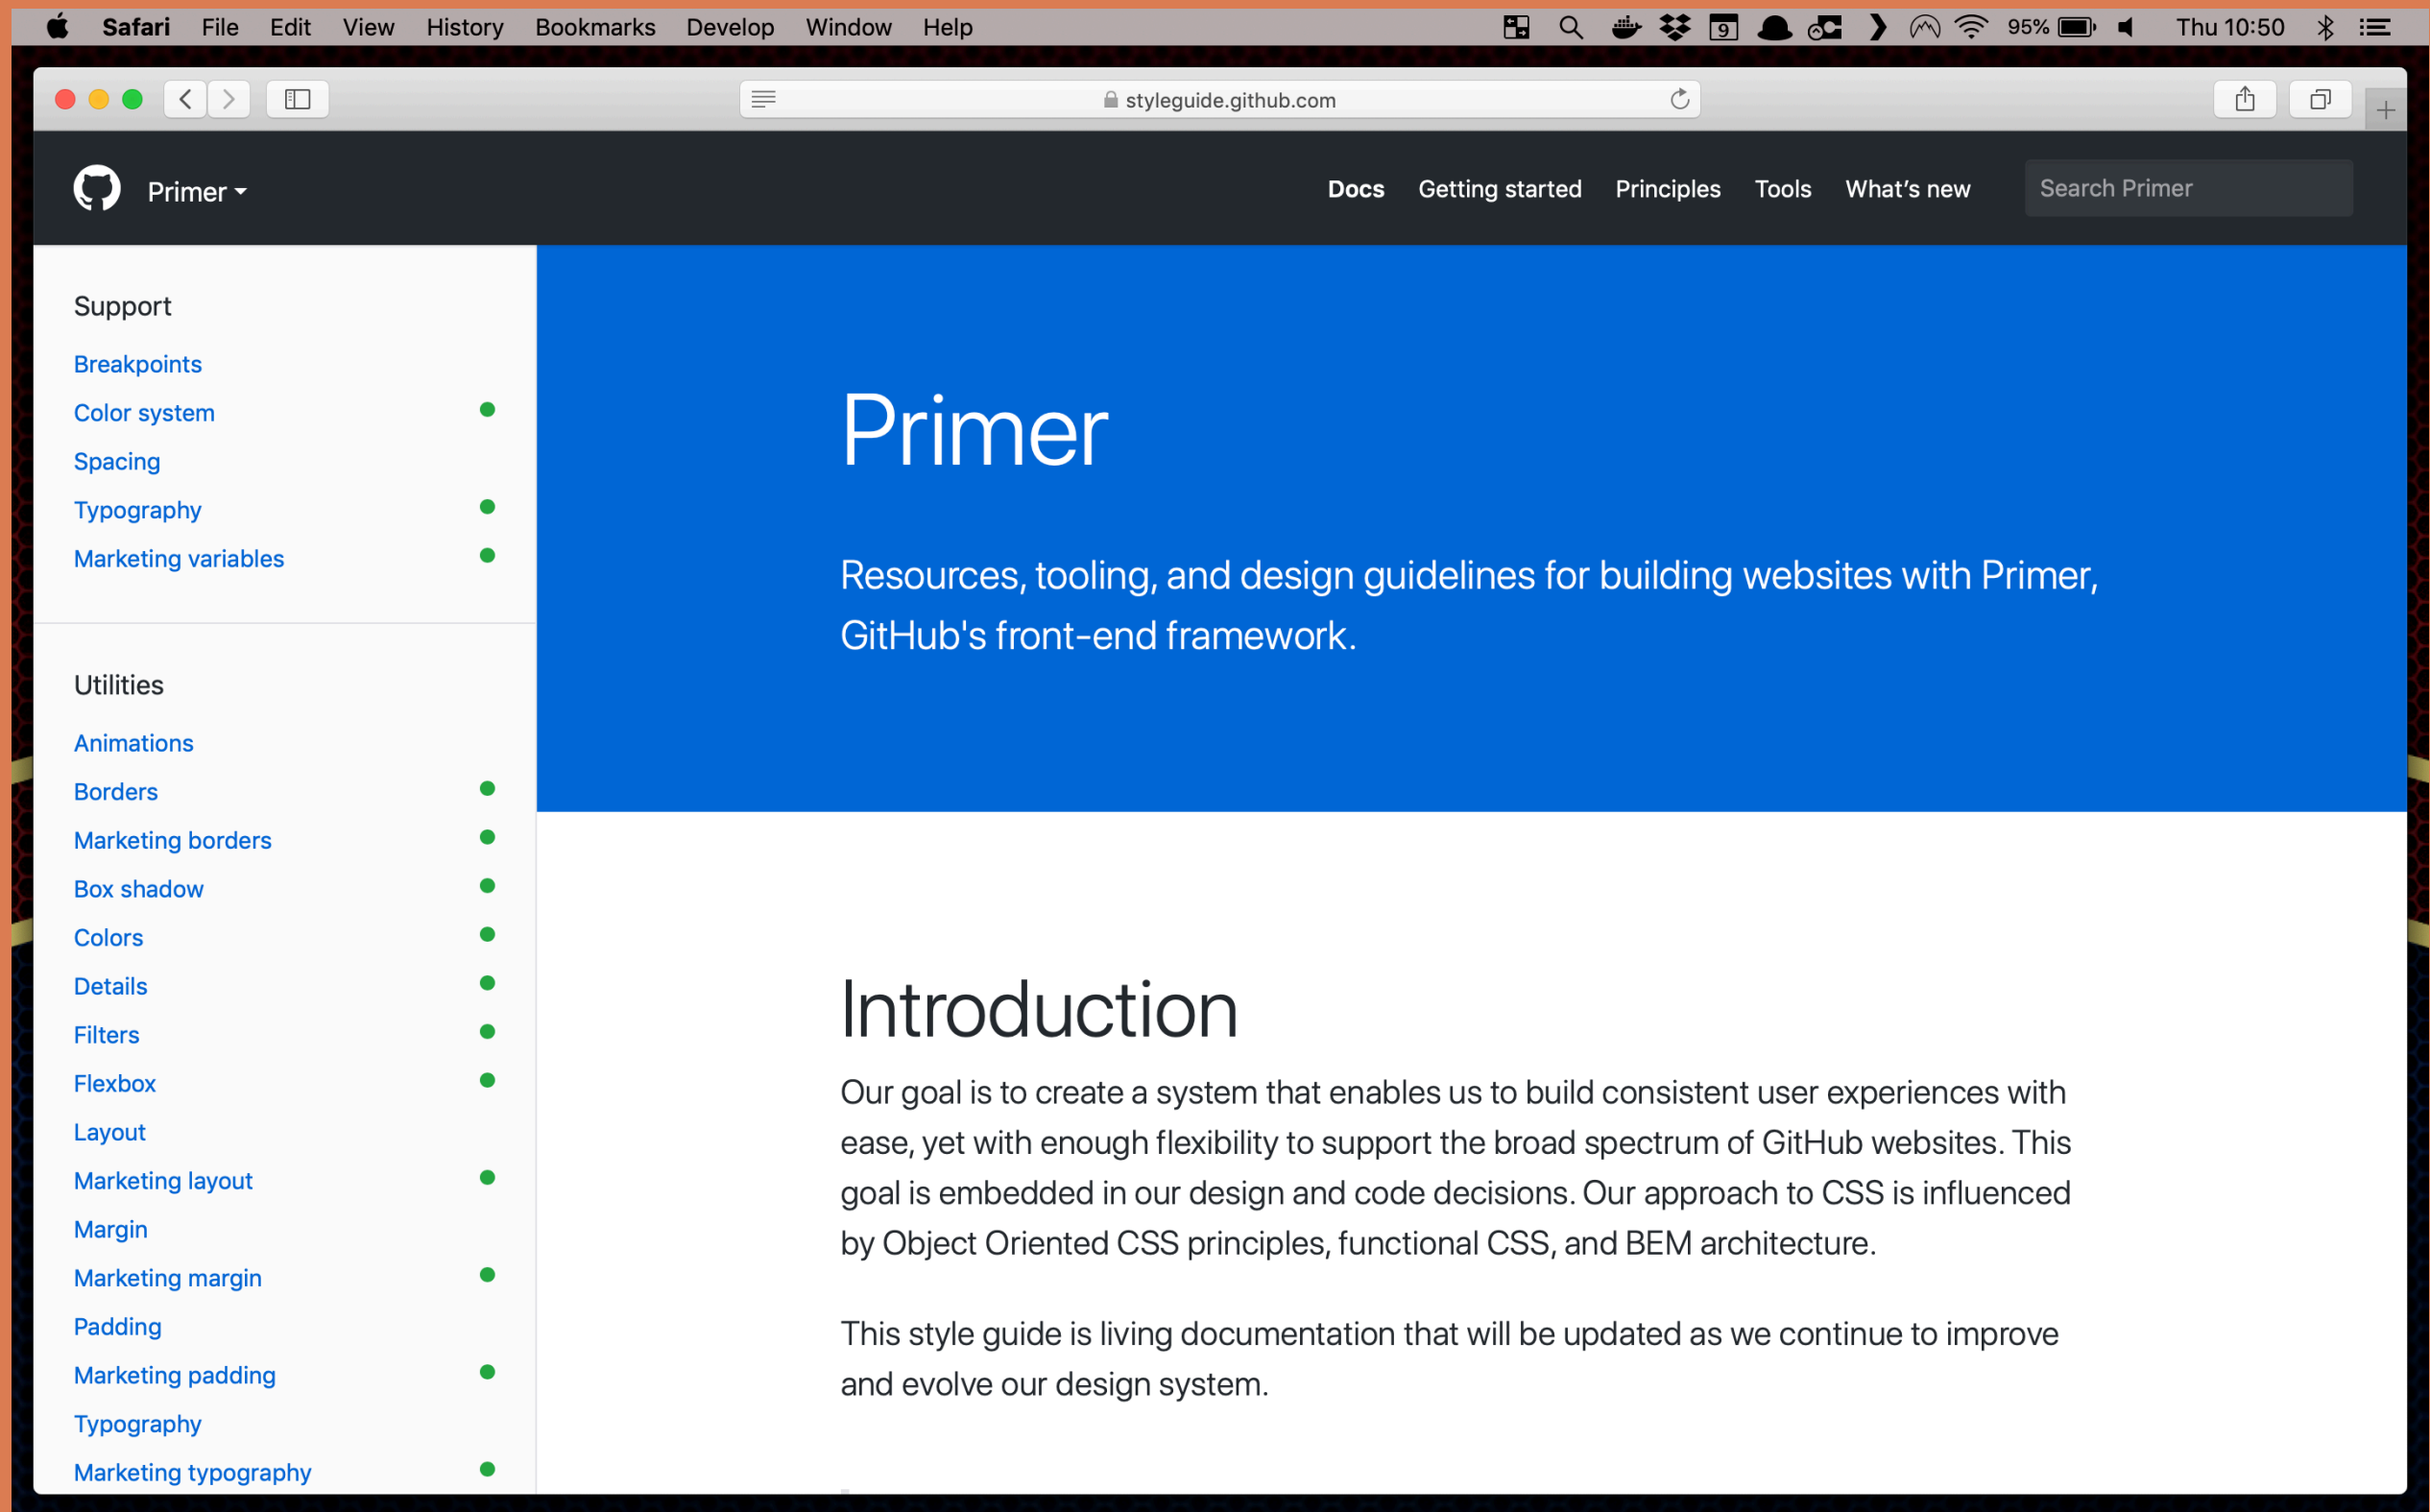 Safari File Edit View History Bookmarks Develop Window Help 9 95% Thu 10:50
styleguide.github.com
Primer Docs Getting started Principles Tools What's new Search Primer
Support
Breakpoints
Color system
Spacing
Typography
Marketing variables
Utilities
Animations
Borders
Marketing borders
Box shadow
Colors
Details
Filters
Flexbox
Layout
Marketing layout
Margin
Marketing margin
Padding
Marketing padding
Typography
Marketing typography
Primer
Resources, tooling, and design guidelines for building websites with Primer,
GitHub's front-end framework.
Introduction
Our goal is to create a system that enables us to build consistent user experiences with
ease, yet with enough flexibility to support the broad spectrum of GitHub websites. This
goal is embedded in our design and code decisions. Our approach to CSS is influenced
by Object Oriented CSS principles, functional CSS, and BEM architecture.
This style guide is living documentation that will be updated as we continue to improve
and evolve our design system.